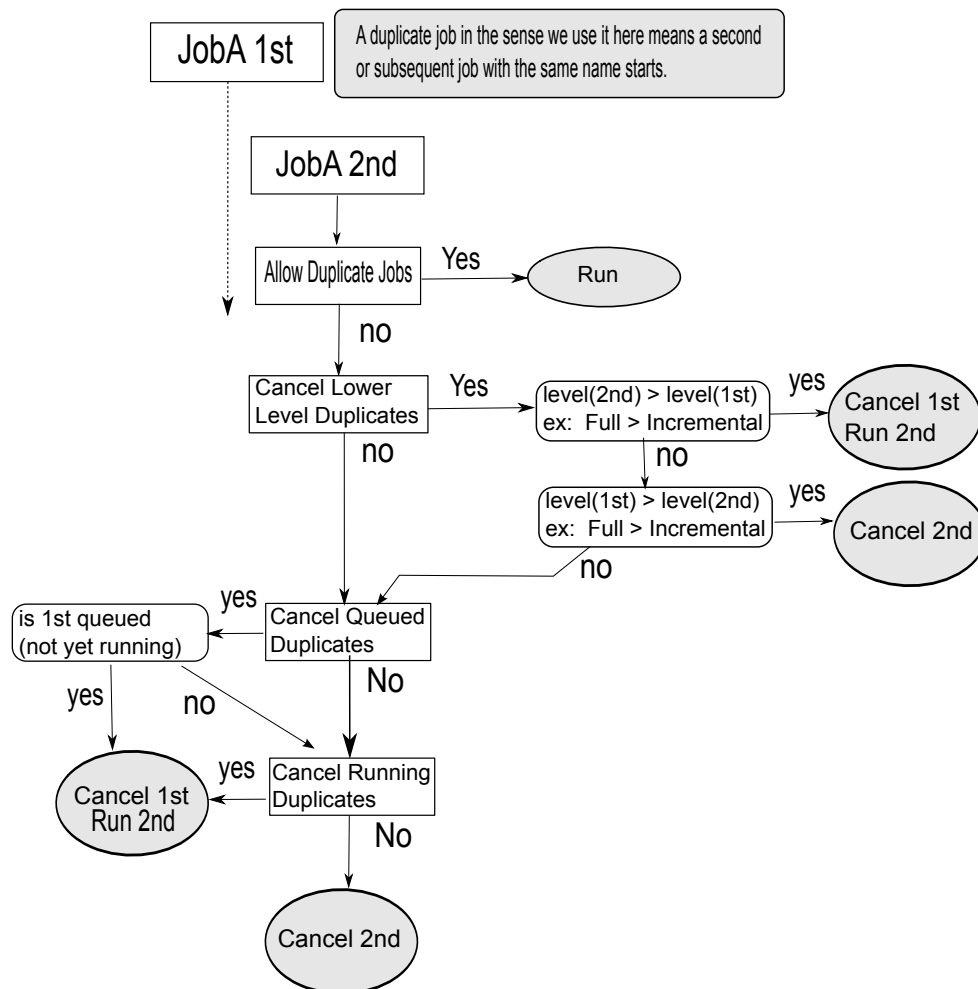 JobA 1st
A duplicate job in the sense we use it here means a second
or subsequent job with the same name starts.
JobA 2nd
Allow Duplicate Jobs
Yes
Run
no
Cancel Lower
Level Duplicates
Yes
level(2nd) > level(1st)
ex:  Full > Incremental
yes
Cancel 1st
Run 2nd
no
no
level(1st) > level(2nd)
ex:  Full > Incremental
yes
Cancel 2nd
no
is 1st queued
(not yet running)
yes
Cancel Queued
Duplicates
yes
no
No
Cancel 1st
Run 2nd
yes
Cancel Running
Duplicates
No
Cancel 2nd